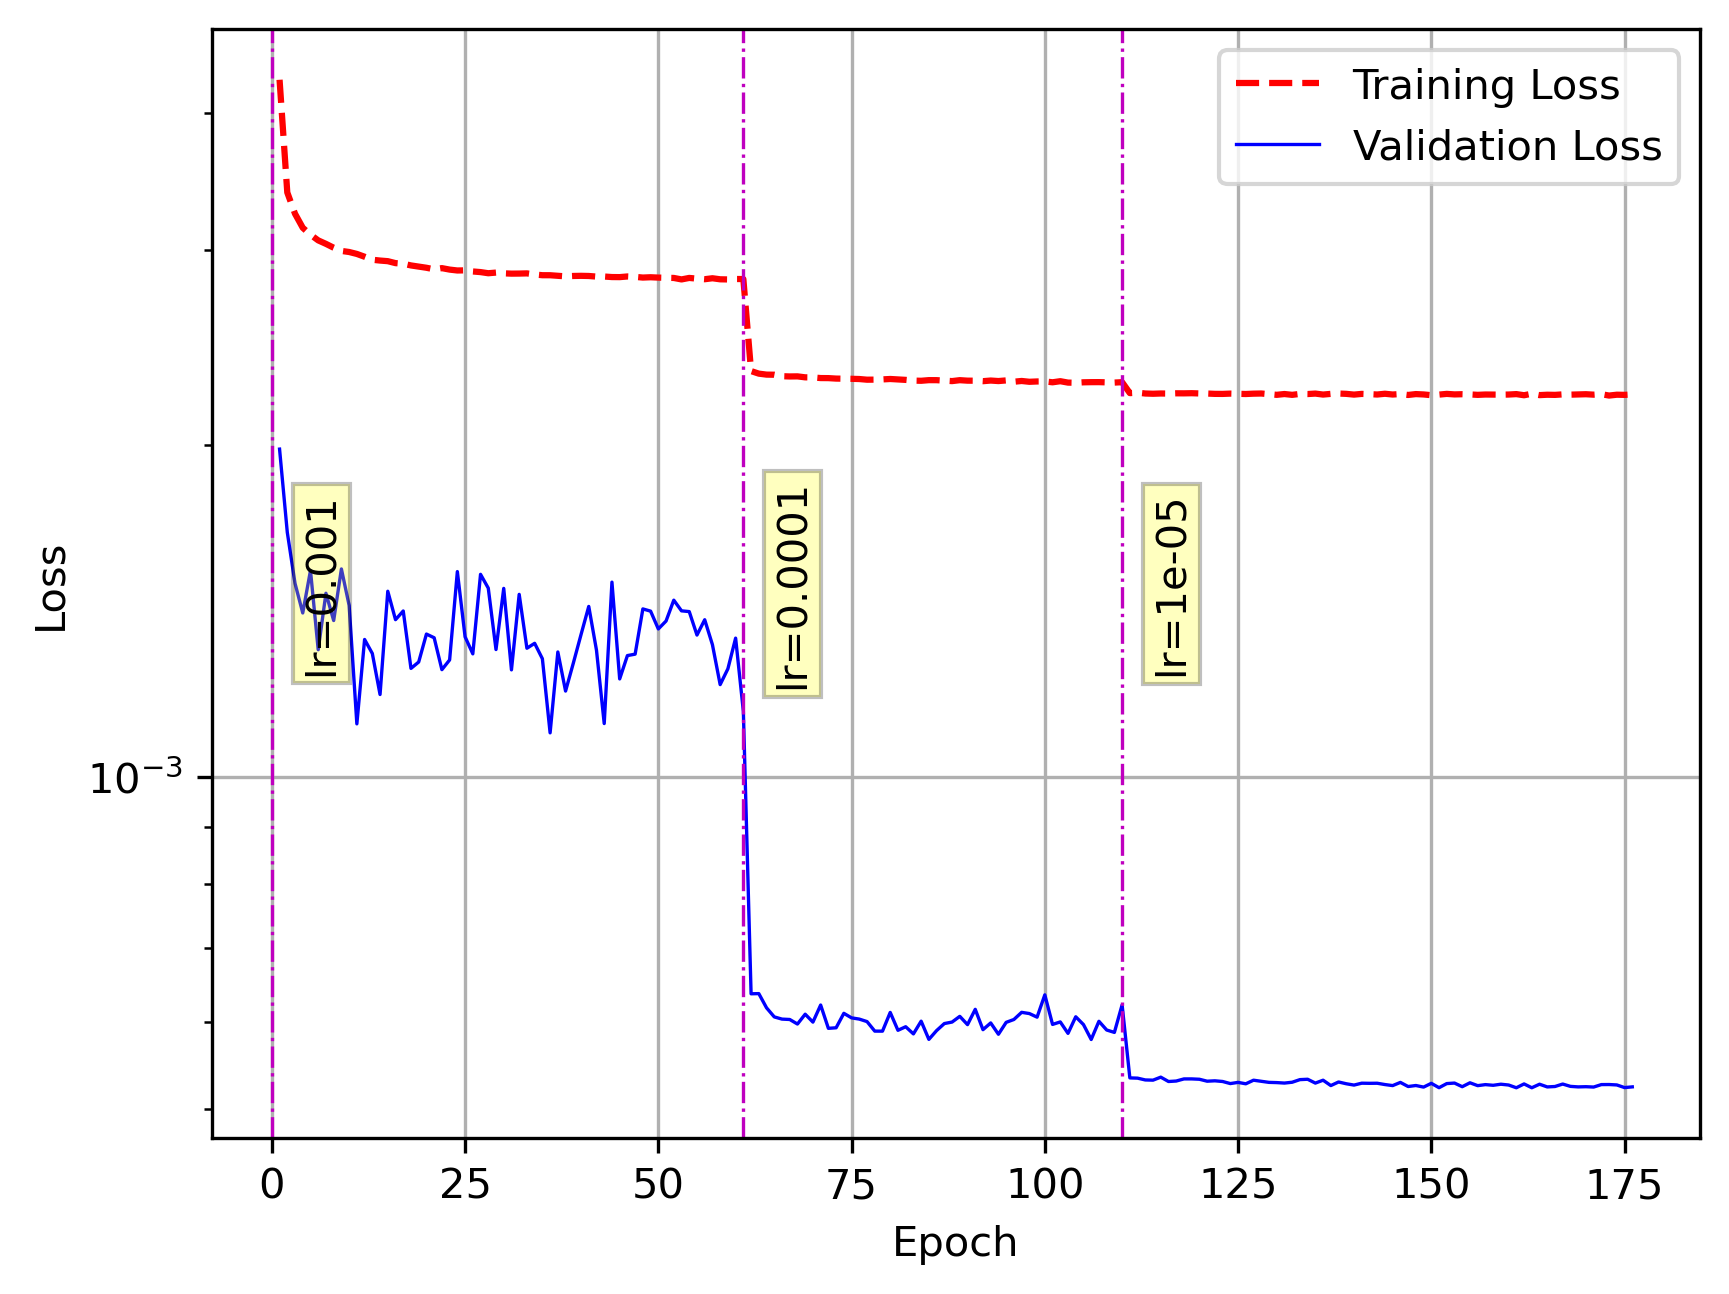 Training Loss
Validation Loss
Loss
10⁻³
lr=0.001
lr=0.0001
lr=1e-05
0 25 50 75 100 125 150 175
Epoch